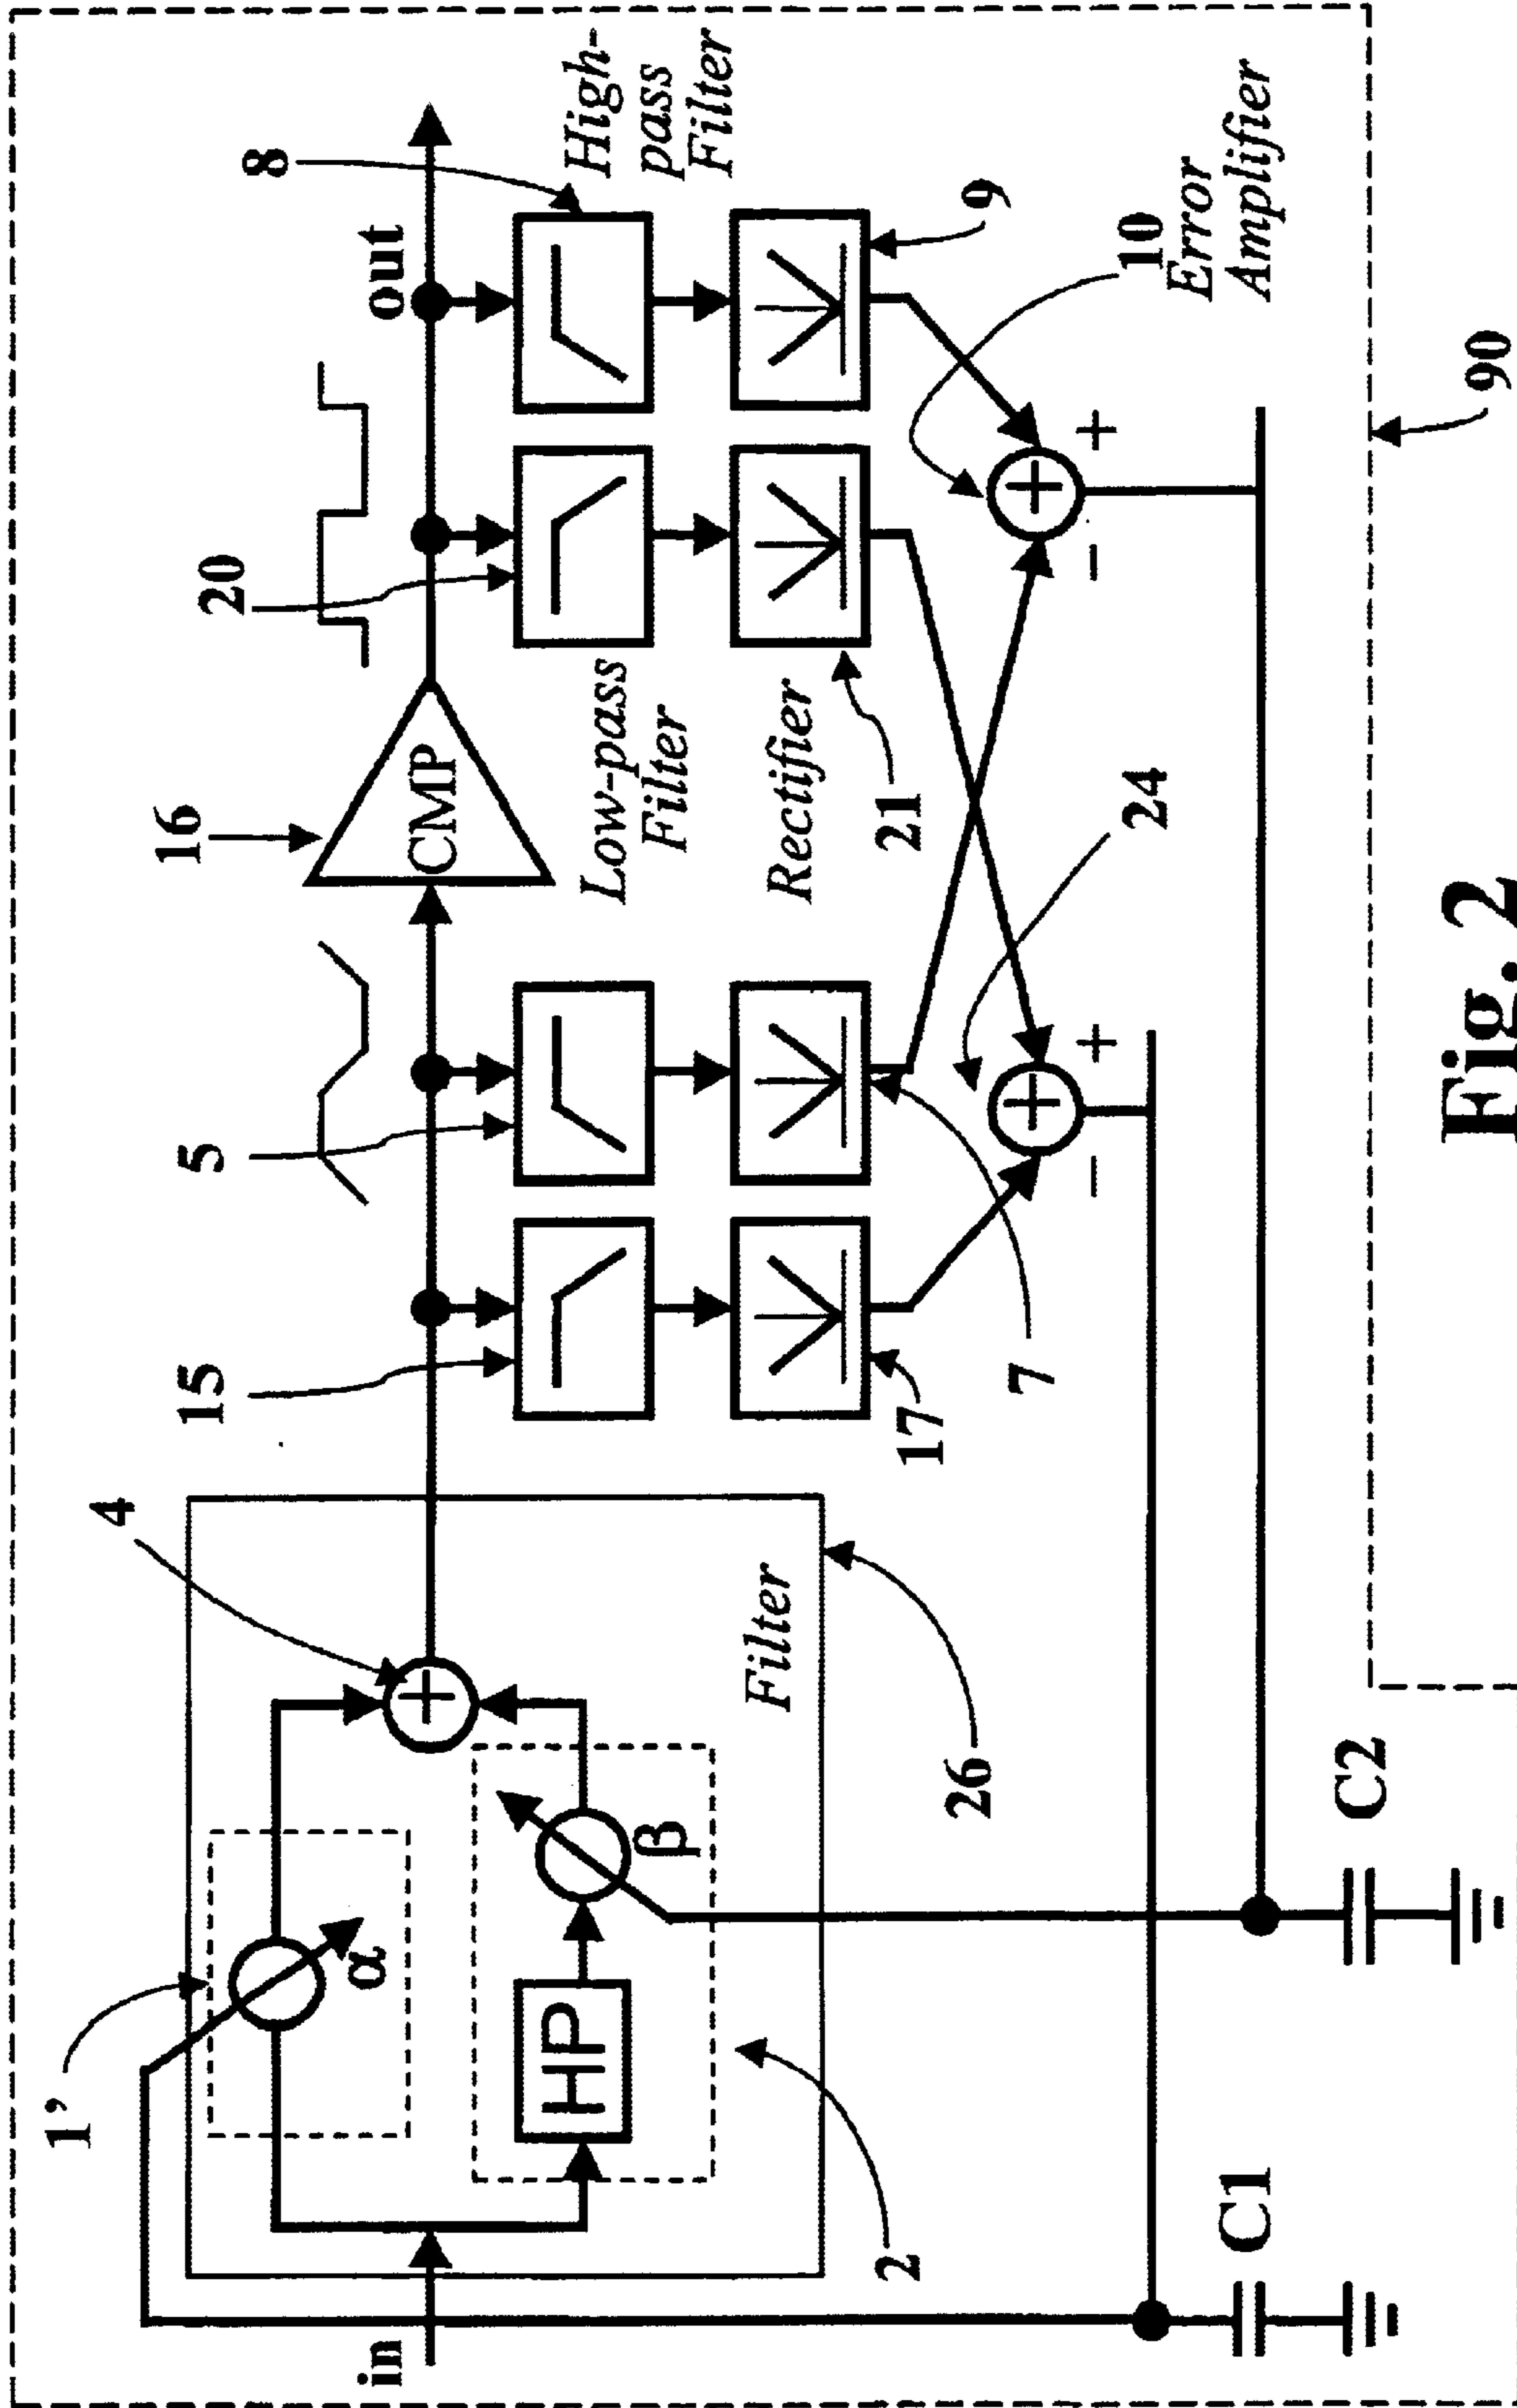 8
High-
pass
Filter
out
20
16
CMP
Low-pass
Filter
Rectifier
21
9
10
Error
Amplifier
5
15
17
7
24
+
−
+
−
+
+
4
+
1’
α
HP
β
Filter
26
2
in
C1
C2
90
Fig. 2